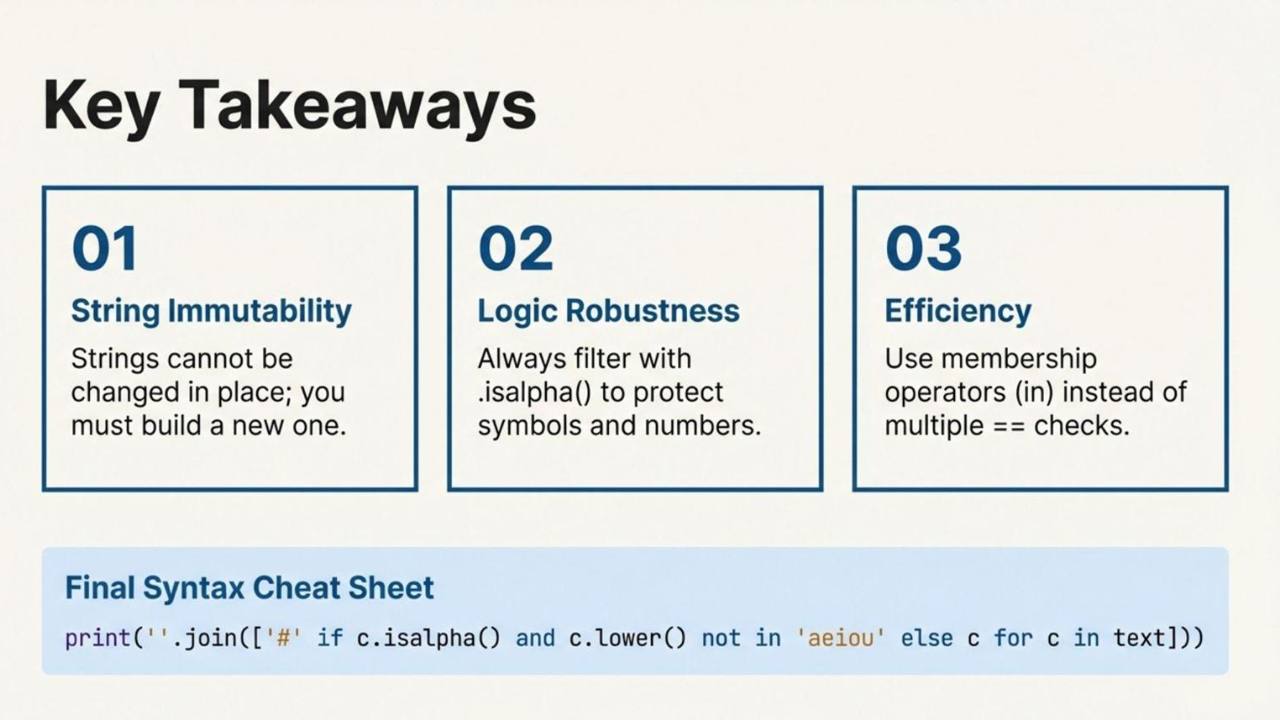 Key Takeaways
01
String Immutability
Strings cannot be
changed in place; you
must build a new one.
02
Logic Robustness
Always filter with
.isalpha() to protect
symbols and numbers.
03
Efficiency
Use membership
operators (in) instead of
multiple == checks.
Final Syntax Cheat Sheet
print(''.join(['#' if c.isalpha() and c.lower() not in 'aeiou' else c for c in text]))